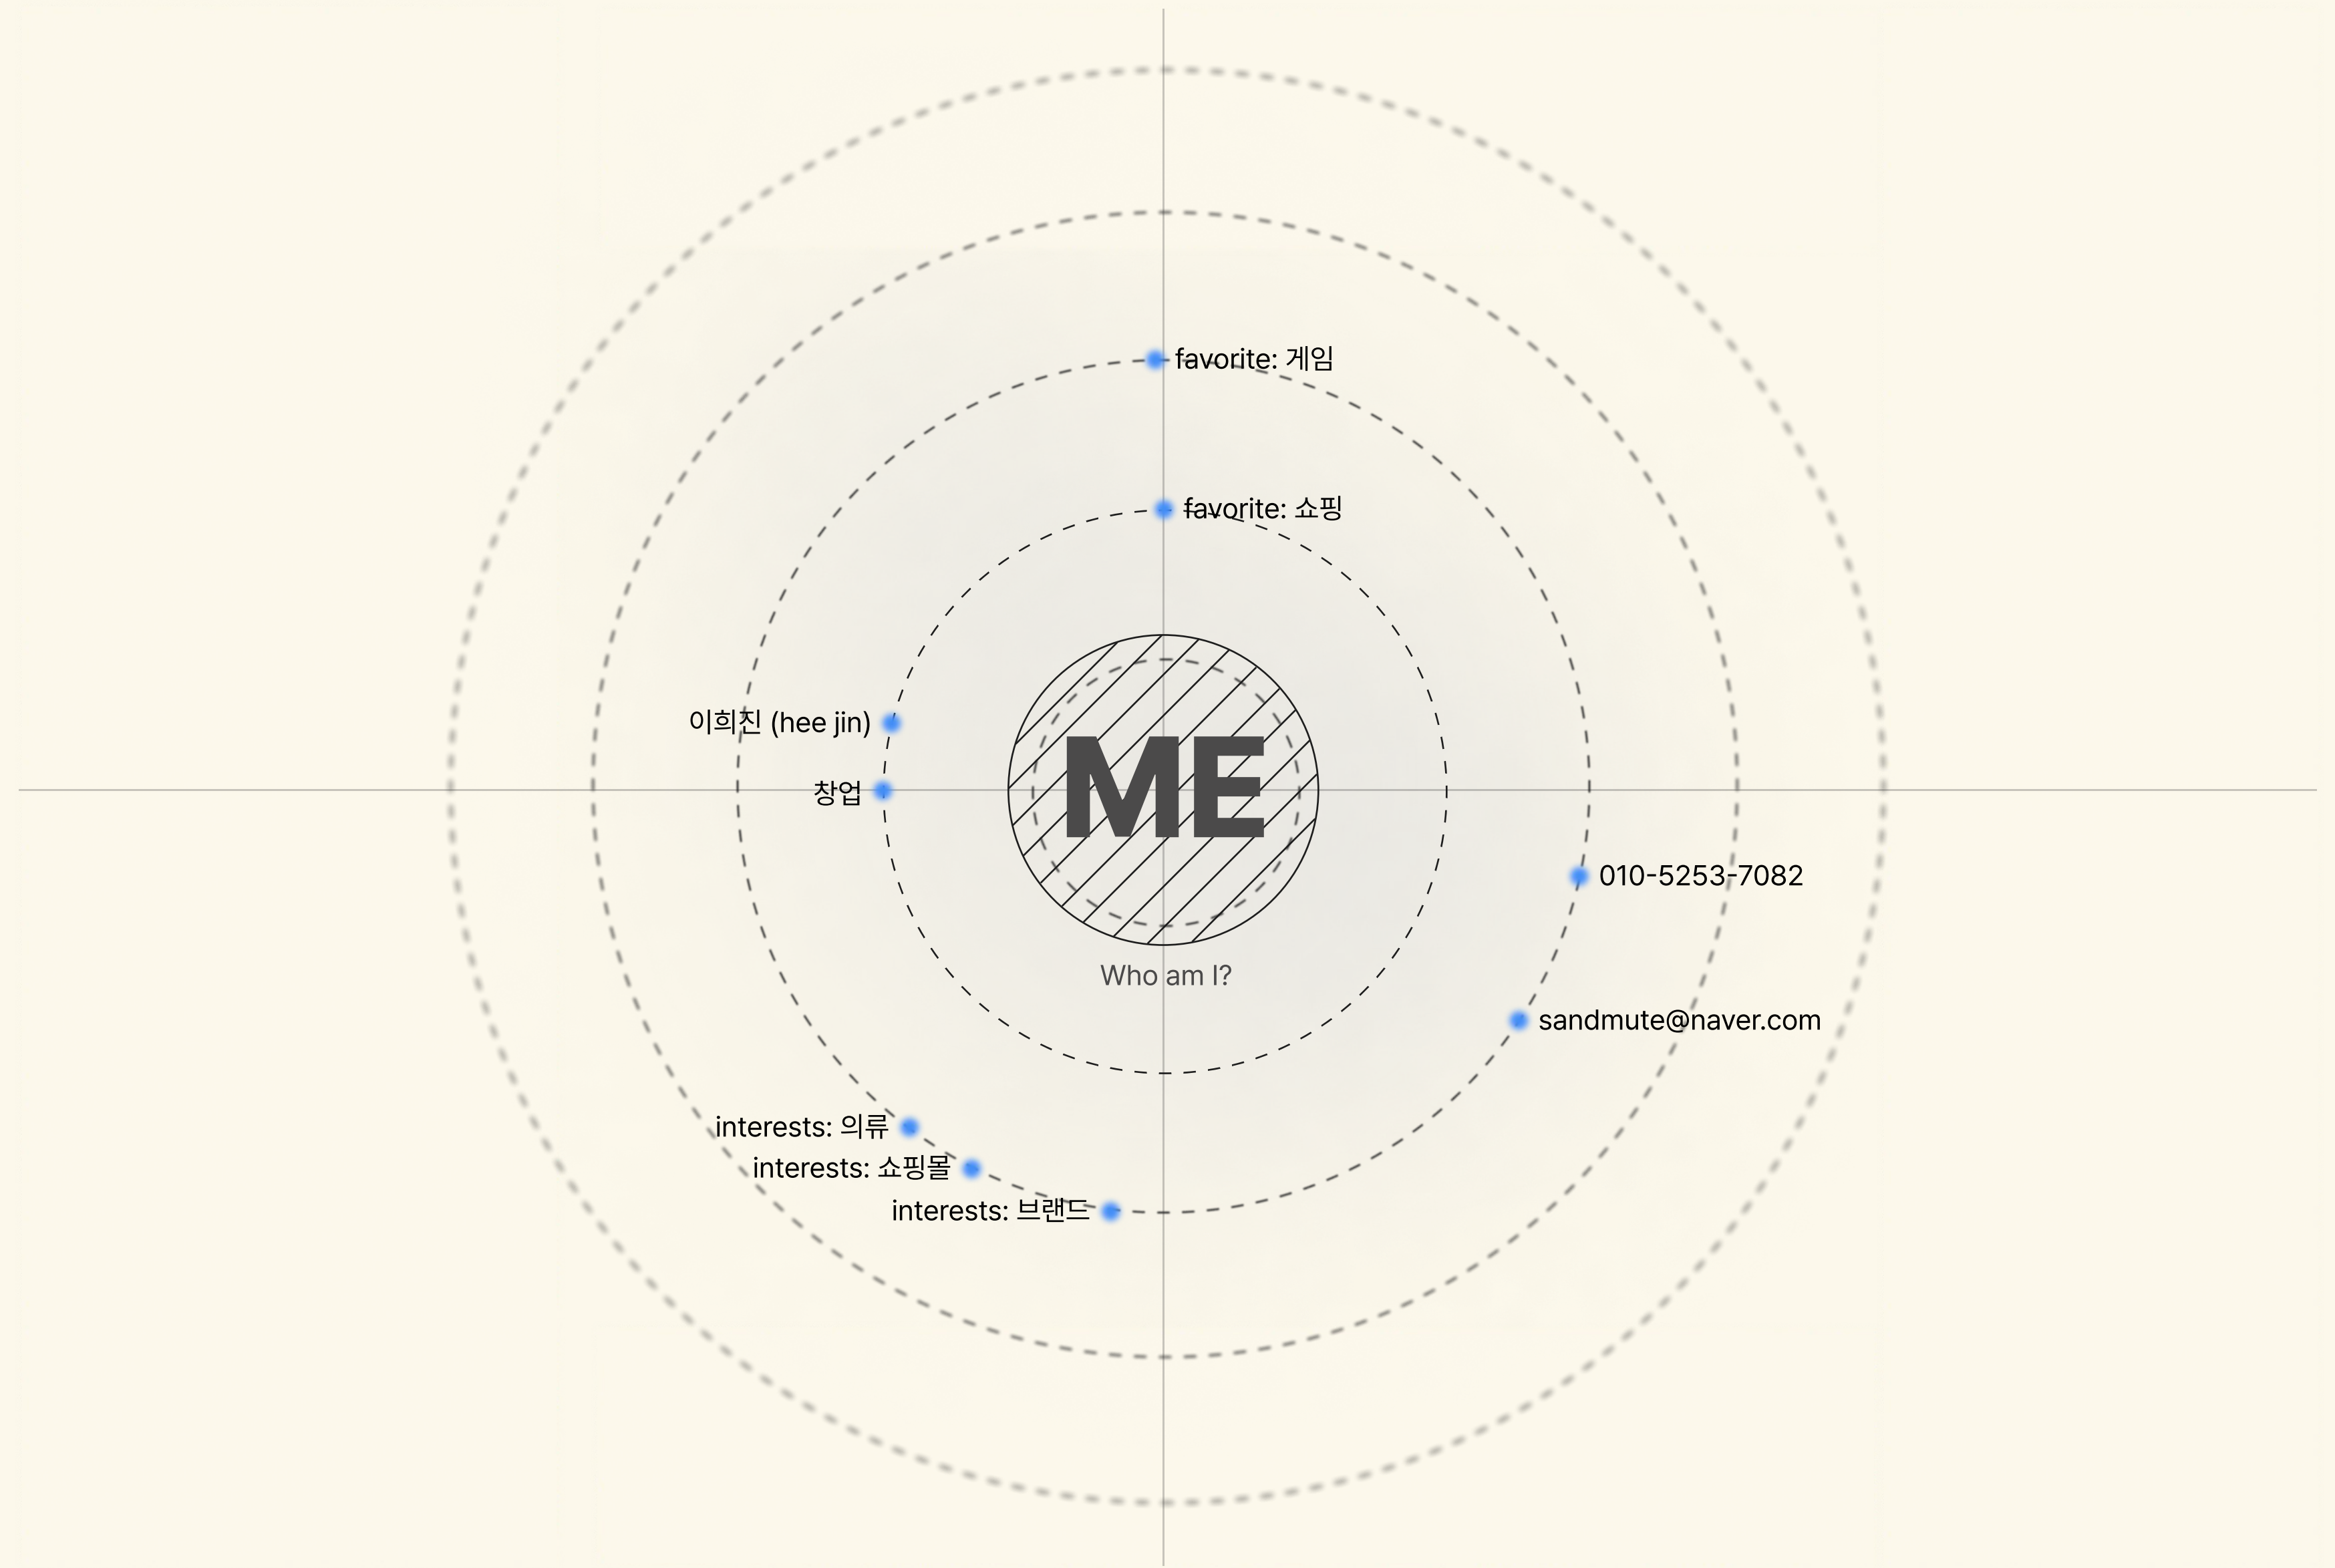 favorite: 게임
favorite: 쇼핑
이희진 (hee jin)
ME
창업
010-5253-7082
Who am I?
sandmute@naver.com
interests: 의류
interests: 쇼핑몰
interests: 브랜드